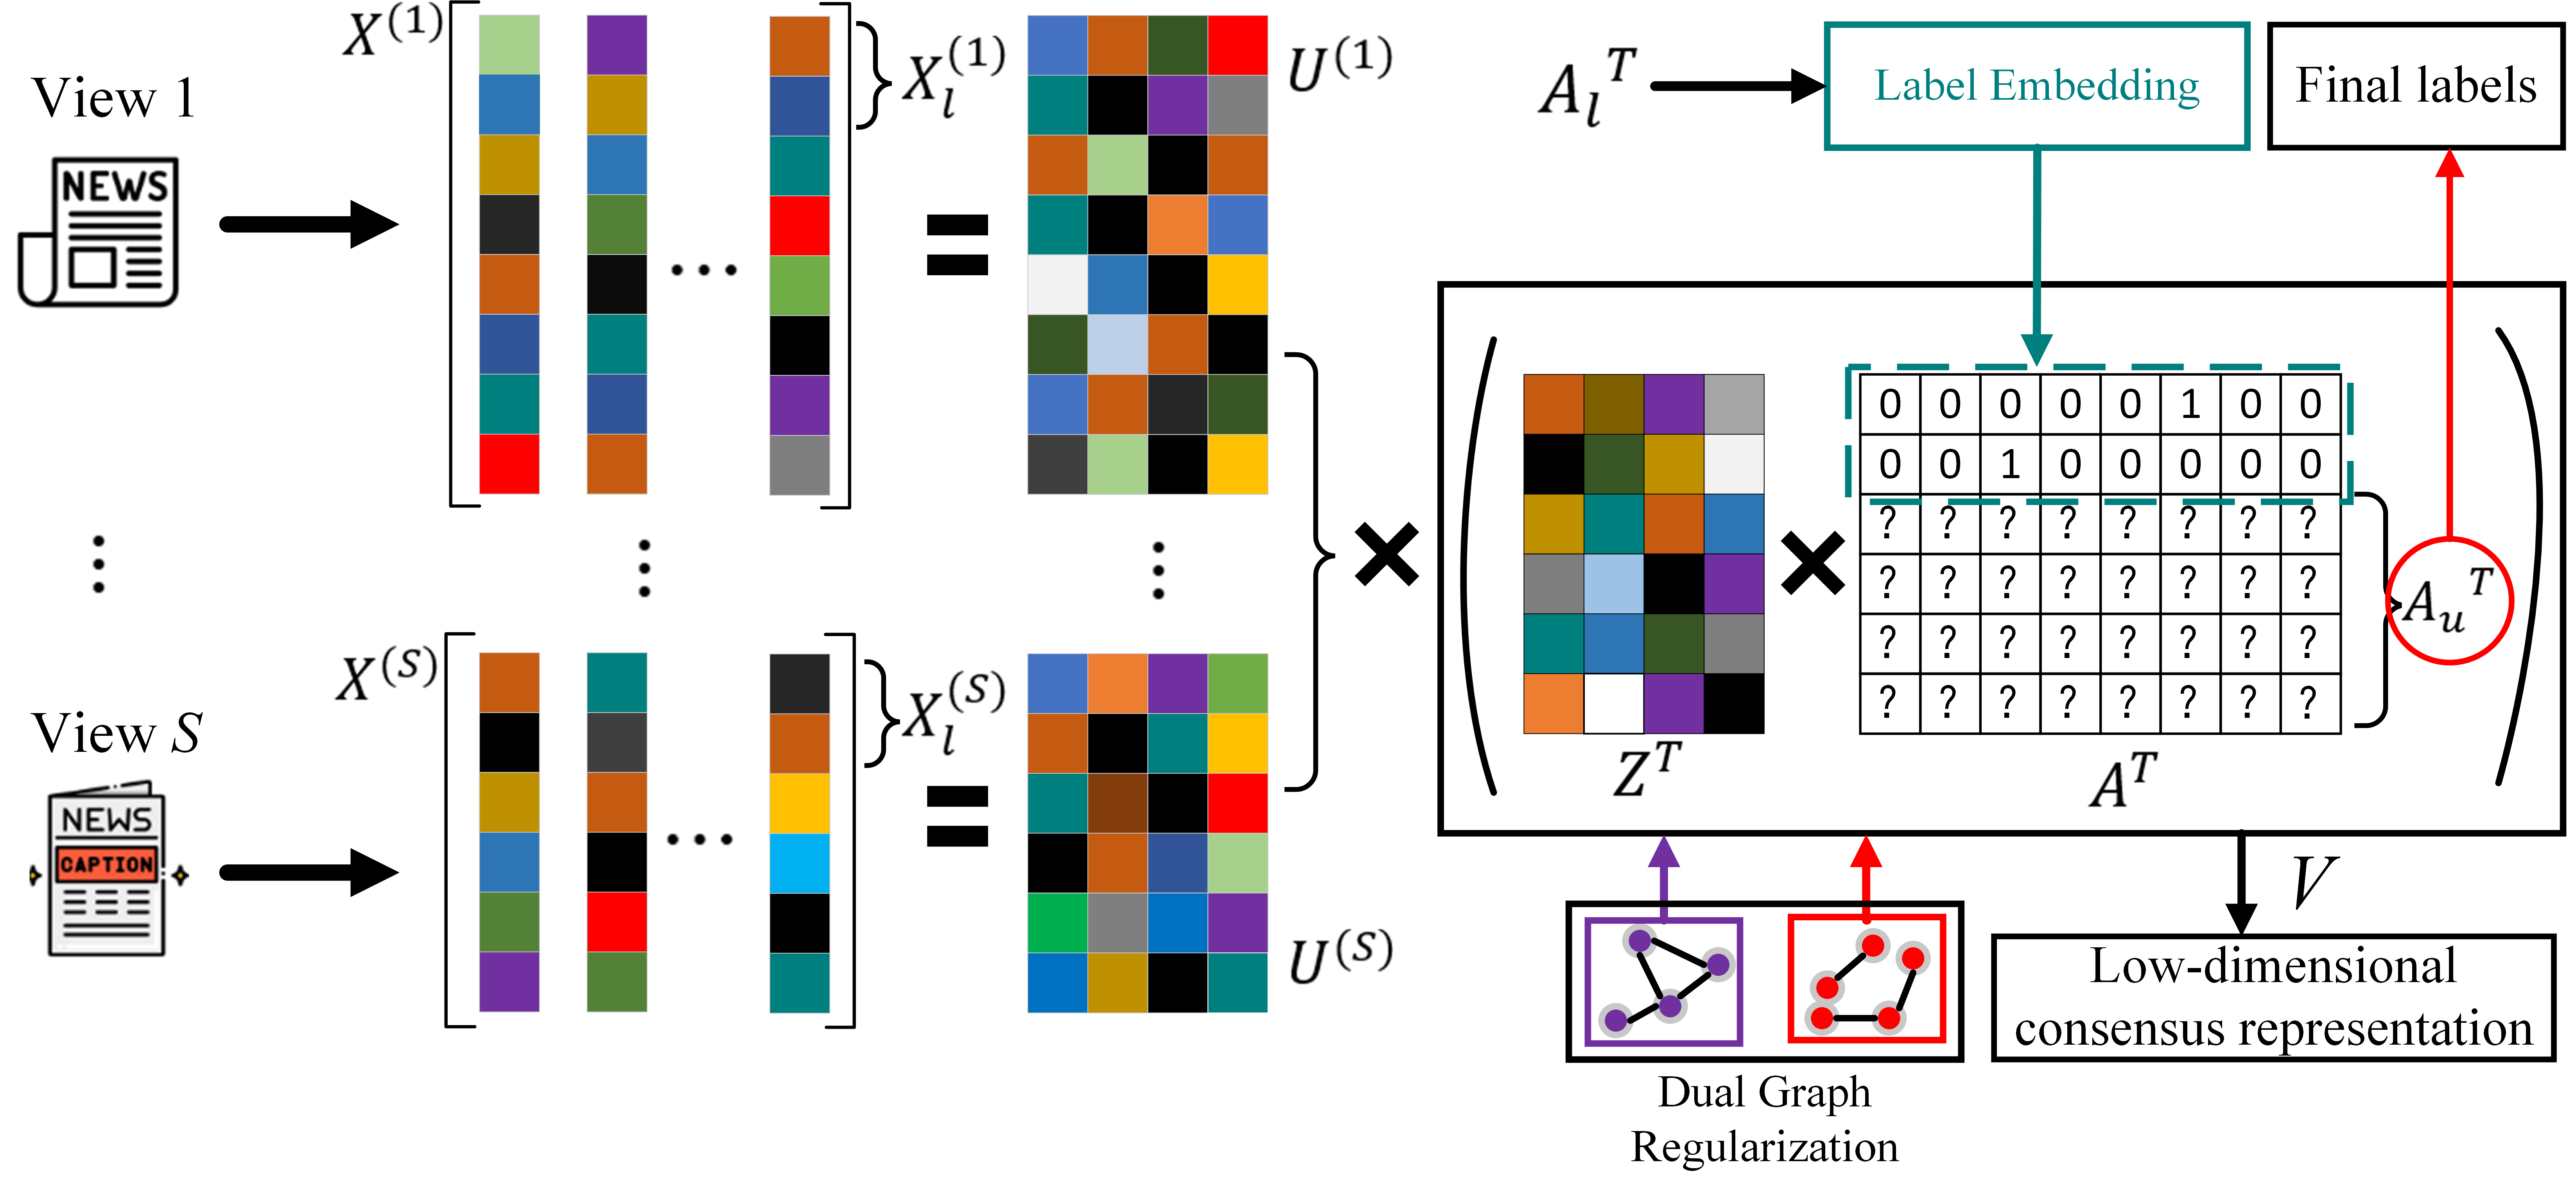 View 1
NEWS
X^(1)
X_l^(1)
=
U^(1)
A_l^T
Label Embedding
Final labels
View S
NEWS
CAPTION
X^(S)
X_l^(S)
=
U^(S)
×
Z^T
×
0 0 0 0 0 1 0 0
0 0 1 0 0 0 0 0
? ? ? ? ? ? ? ?
? ? ? ? ? ? ? ?
? ? ? ? ? ? ? ?
? ? ? ? ? ? ? ?
A^T
A_u^T
V
Low-dimensional
consensus representation
Dual Graph
Regularization